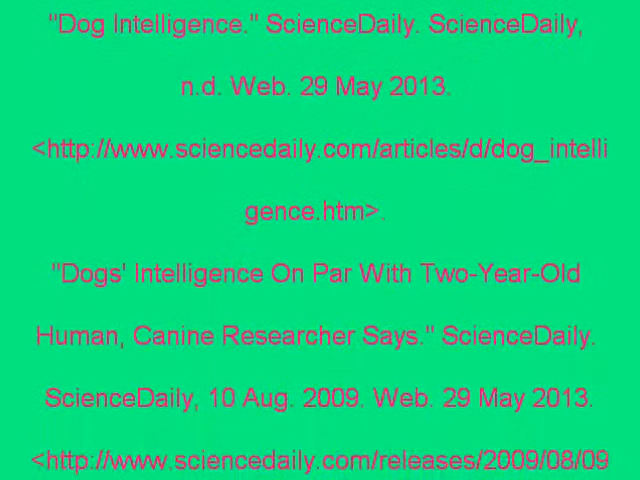 "Dog Intelligence." ScienceDaily. ScienceDaily,
n.d. Web. 29 May 2013.
<http://www.sciencedaily.com/articles/d/dog_intelli
gence.htm>.
"Dogs' Intelligence On Par With Two-Year-Old
Human, Canine Researcher Says." ScienceDaily.
ScienceDaily, 10 Aug. 2009. Web. 29 May 2013.
<http://www.sciencedaily.com/releases/2009/08/09